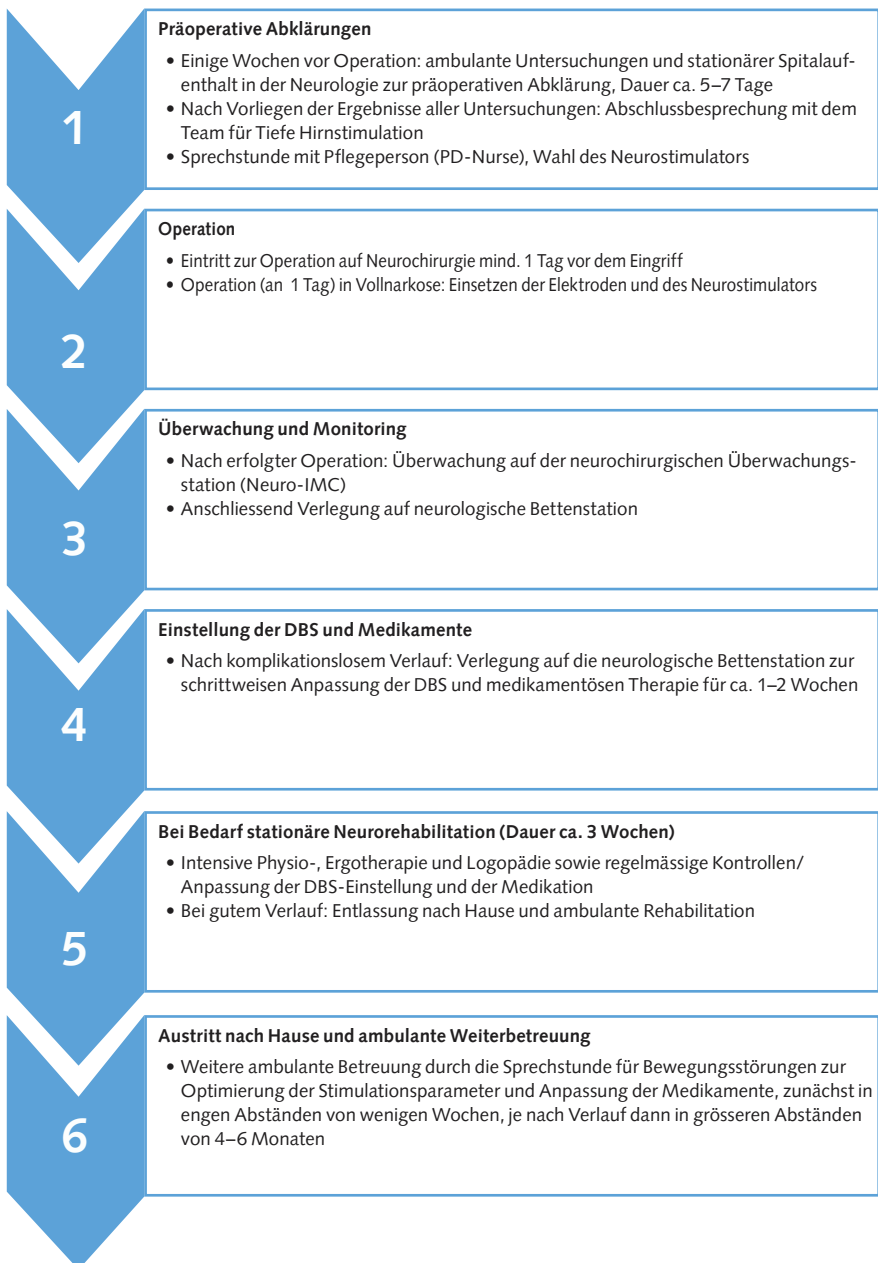 1
Präoperative Abklärungen
• Einige Wochen vor Operation: ambulante Untersuchungen und stationärer Spitalauf-
enthalt in der Neurologie zur präoperativen Abklärung, Dauer ca. 5–7 Tage
• Nach Vorliegen der Ergebnisse aller Untersuchungen: Abschlussbesprechung mit dem
Team für Tiefe Hirnstimulation
• Sprechstunde mit Pflegeperson (PD-Nurse), Wahl des Neurostimulators
2
Operation
• Eintritt zur Operation auf Neurochirurgie mind. 1 Tag vor dem Eingriff
• Operation (an 1 Tag) in Vollnarkose: Einsetzen der Elektroden und des Neurostimulators
3
Überwachung und Monitoring
• Nach erfolgter Operation: Überwachung auf der neurochirurgischen Überwachungs-
station (Neuro-IMC)
• Anschliessend Verlegung auf neurologische Bettenstation
4
Einstellung der DBS und Medikamente
• Nach komplikationslosem Verlauf: Verlegung auf die neurologische Bettenstation zur
schrittweisen Anpassung der DBS und medikamentösen Therapie für ca. 1–2 Wochen
5
Bei Bedarf stationäre Neurorehabilitation (Dauer ca. 3 Wochen)
• Intensive Physio-, Ergotherapie und Logopädie sowie regelmässige Kontrollen/
Anpassung der DBS-Einstellung und der Medikation
• Bei gutem Verlauf: Entlassung nach Hause und ambulante Rehabilitation
6
Austritt nach Hause und ambulante Weiterbetreuung
• Weitere ambulante Betreuung durch die Sprechstunde für Bewegungsstörungen zur
Optimierung der Stimulationsparameter und Anpassung der Medikamente, zunächst in
engen Abständen von wenigen Wochen, je nach Verlauf dann in grösseren Abständen
von 4–6 Monaten